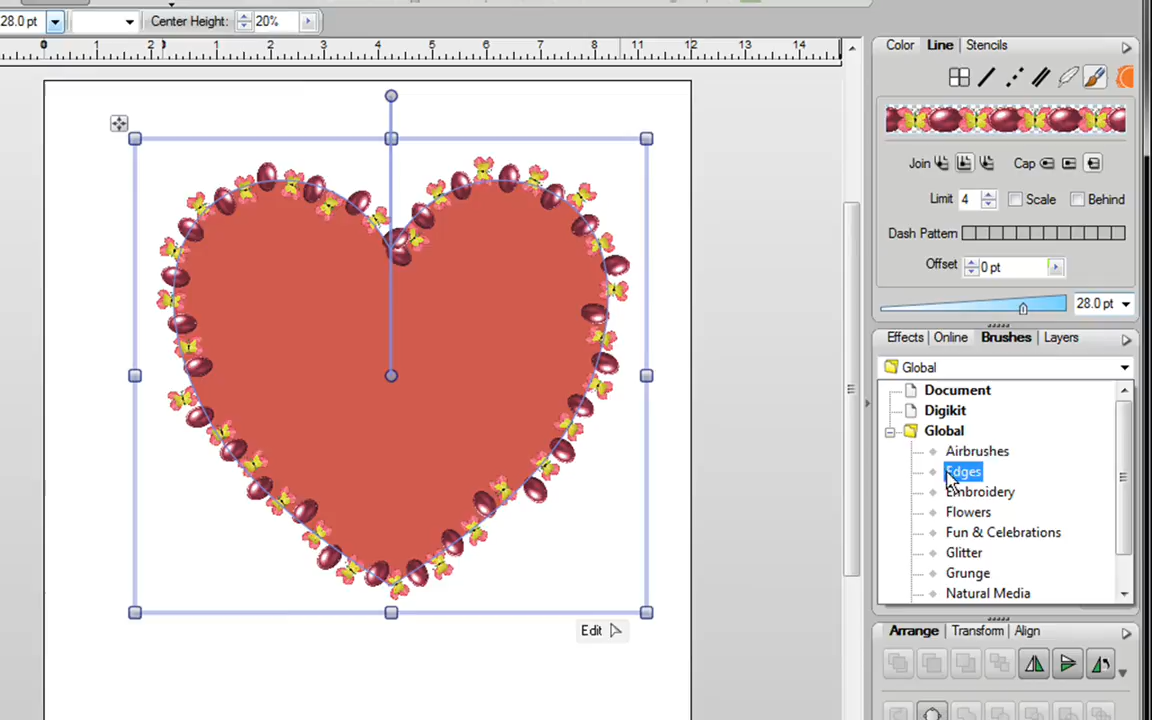 28.0 pt Center Height: 20%
0 1 2 1 2 3 4 5 6 7 8 11 12 13 14
Color Line Stencils
Join Cap
Limit 4 Scale Behind
Dash Pattern
Offset 0 pt
28.0 pt
Effects Online Brushes Layers
Global
Document
Digikit
Global
Airbrushes
Edges
Embroidery
Flowers
Fun & Celebrations
Glitter
Grunge
Natural Media
Edit
Arrange Transform Align